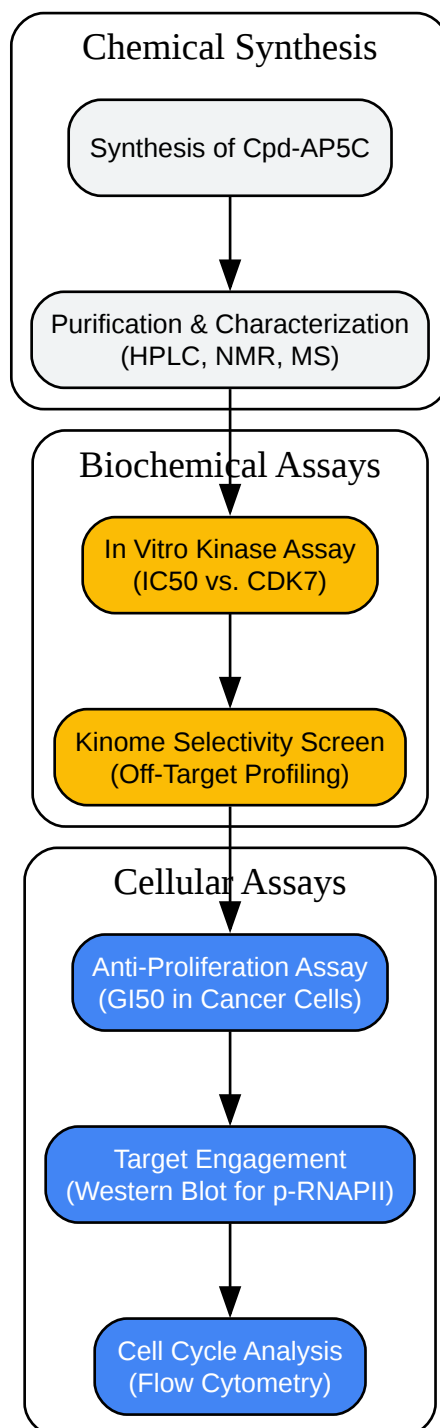 Chemical Synthesis
Synthesis of Cpd-AP5C
Purification & Characterization
(HPLC, NMR, MS)
Biochemical Assays
In Vitro Kinase Assay
(IC50 vs. CDK7)
Kinome Selectivity Screen
(Off-Target Profiling)
Cellular Assays
Anti-Proliferation Assay
(GI50 in Cancer Cells)
Target Engagement
(Western Blot for p-RNAPII)
Cell Cycle Analysis
(Flow Cytometry)